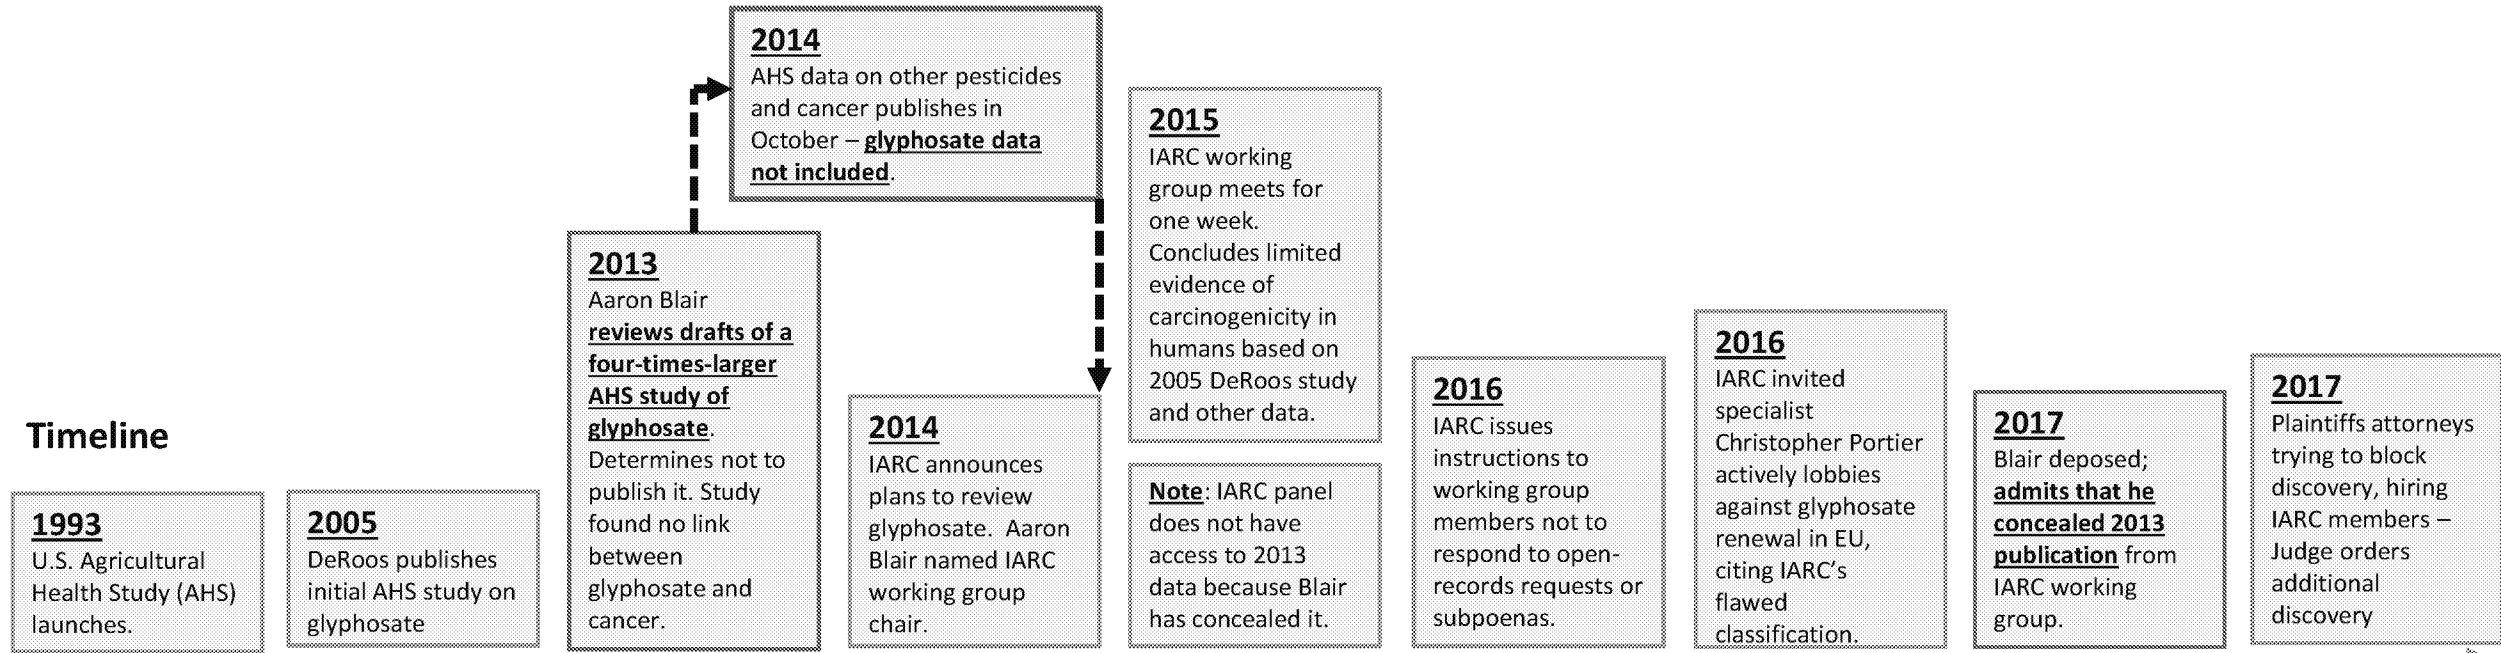 Timeline
1993
U.S. Agricultural
Health Study (AHS)
launches.
2005
DeRoos publishes
initial AHS study on
glyphosate
2013
Aaron Blair
reviews drafts of a
four-times-larger
AHS study of
glyphosate.
Determines not to
publish it. Study
found no link
between
glyphosate and
cancer.
2014
AHS data on other pesticides
and cancer publishes in
October – glyphosate data
not included.
2014
IARC announces
plans to review
glyphosate.  Aaron
Blair named IARC
working group
chair.
2015
IARC working
group meets for
one week.
Concludes limited
evidence of
carcinogenicity in
humans based on
2005 DeRoos study
and other data.
Note: IARC panel
does not have
access to 2013
data because Blair
has concealed it.
2016
IARC issues
instructions to
working group
members not to
respond to open-
records requests or
subpoenas.
2016
IARC invited
specialist
Christopher Portier
actively lobbies
against glyphosate
renewal in EU,
citing IARC’s
flawed
classification.
2017
Blair deposed;
admits that he
concealed 2013
publication from
IARC working
group.
2017
Plaintiffs attorneys
trying to block
discovery, hiring
IARC members –
Judge orders
additional
discovery